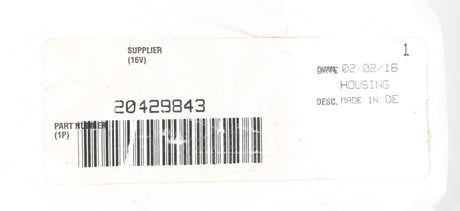 SUPPLIER
(16V)
1
DATE 02/02/16
HOUSING
DESC. MADE IN DE
20429843
PART NUMBER
(1P)